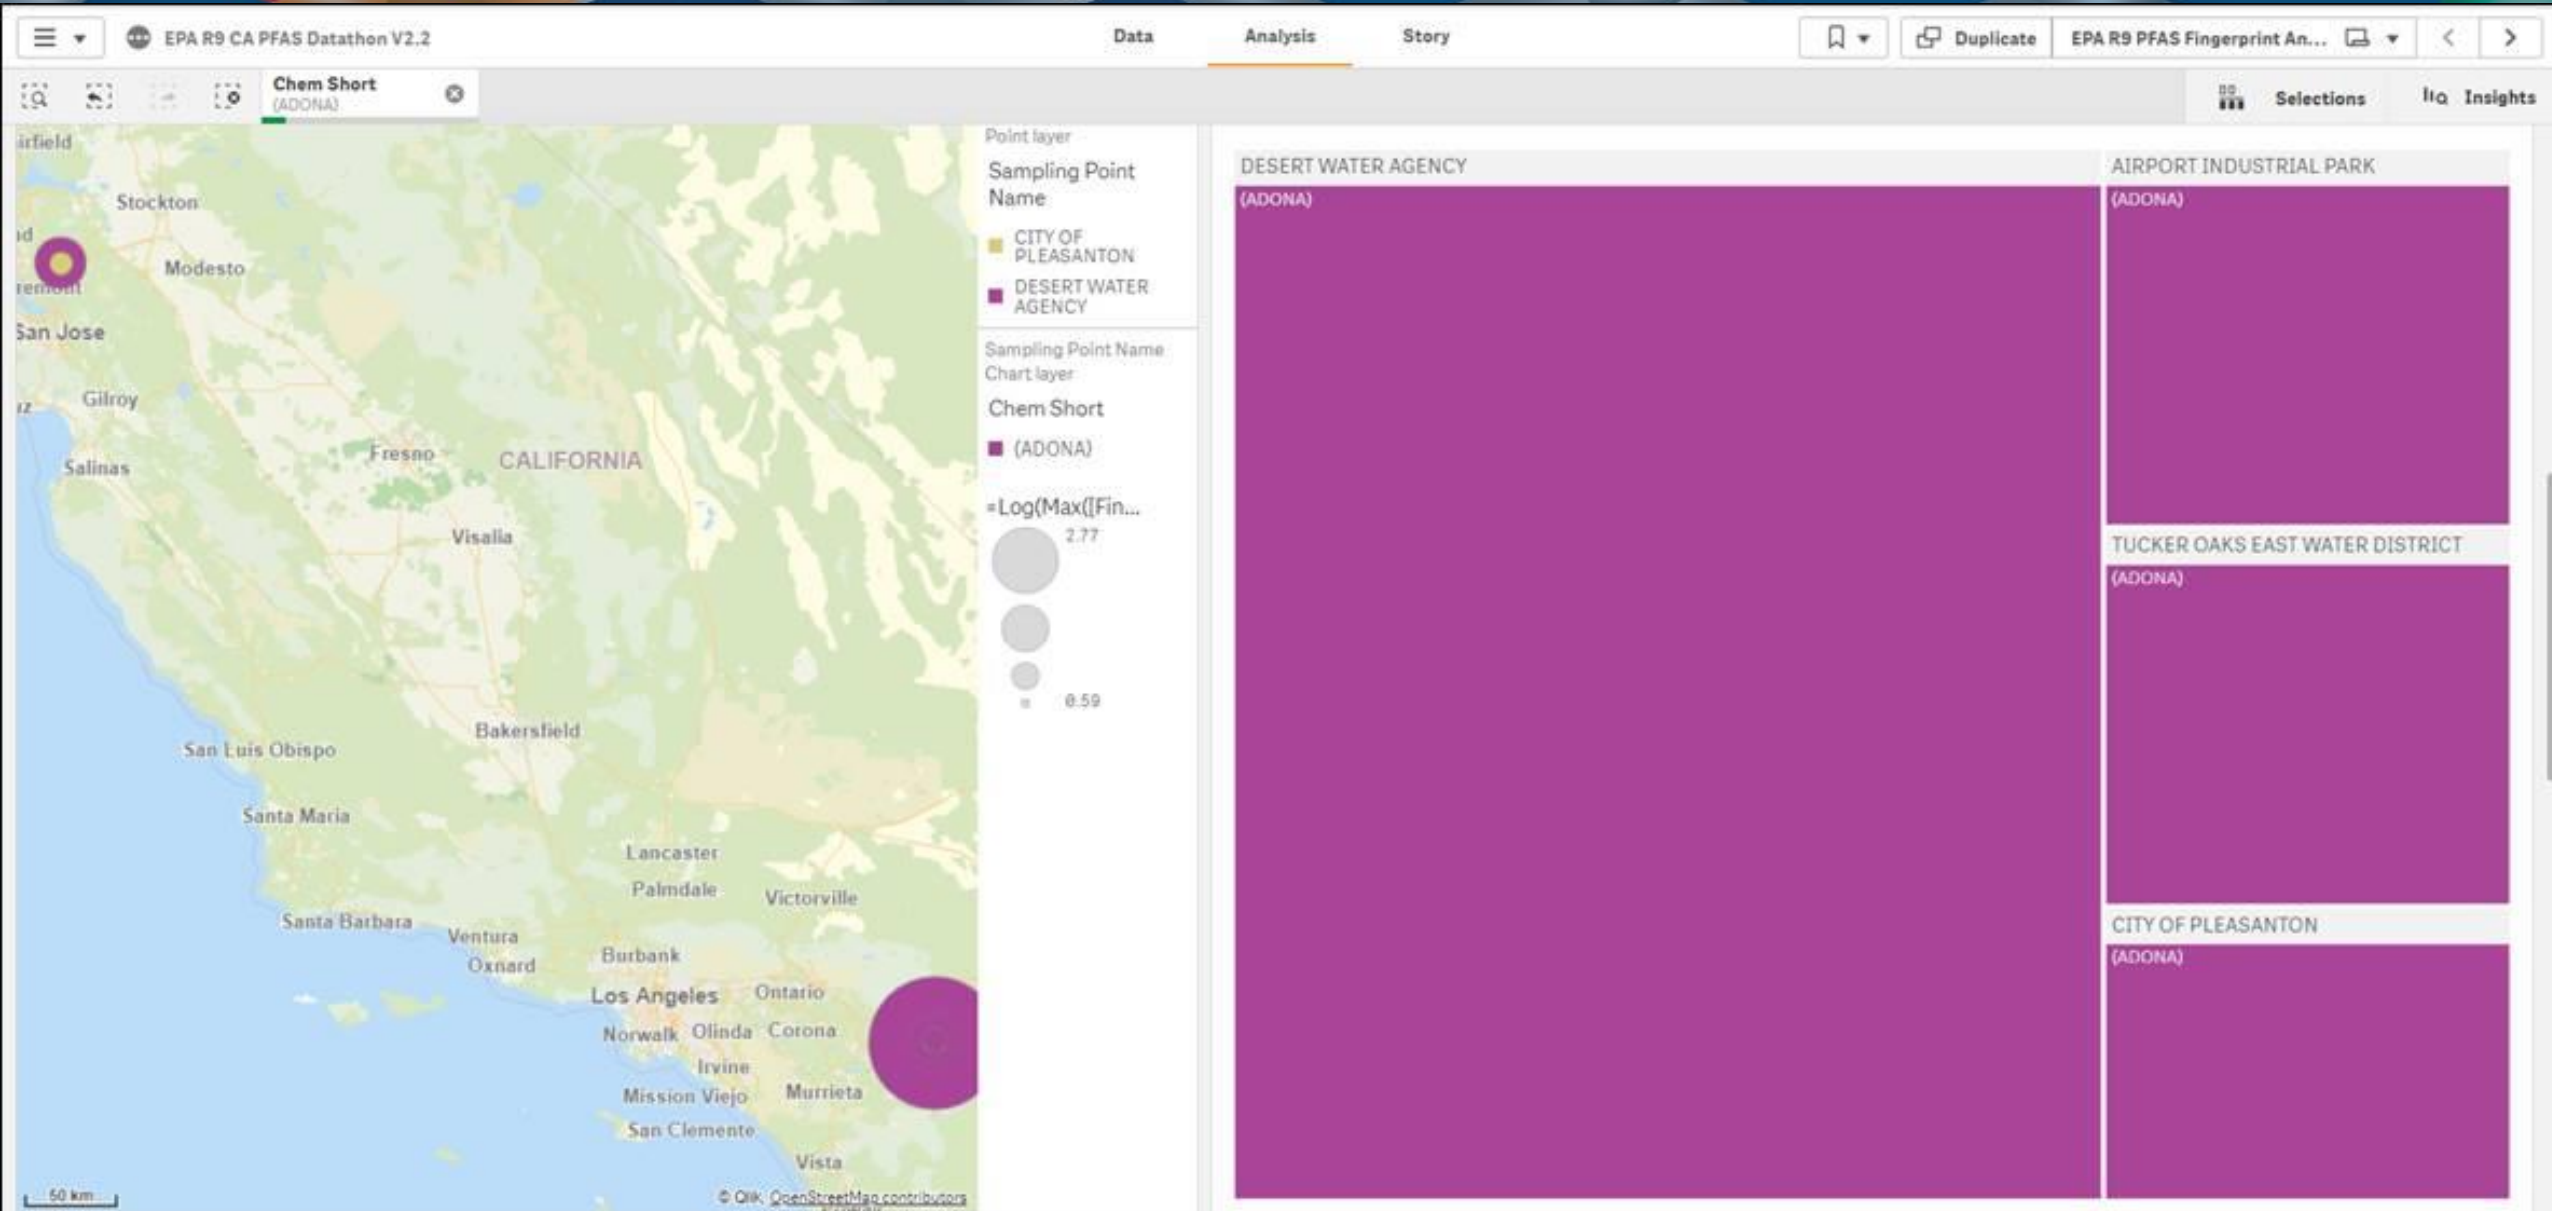 EPA R9 CA PFAS Datathon V2.2
Data
Analysis
Story
Duplicate
EPA R9 PFAS Fingerprint An...
Chem Short
(ADONA)
Selections
Insights
irfield
Stockton
Modesto
San Jose
Gilroy
Salinas
Fresno
CALIFORNIA
Visalia
Bakersfield
San Luis Obispo
Santa Maria
Lancaster
Palmdale
Victorville
Santa Barbara
Ventura
Oxnard
Burbank
Los Angeles
Ontario
Norwalk
Olinda
Corona
Irvine
Mission Viejo
Murrieta
San Clemente
Vista
50 km
© Qlik, OpenStreetMap contributors
Point layer
Sampling Point
Name
CITY OF
PLEASANTON
DESERT WATER
AGENCY
Sampling Point Name
Chart layer
Chem Short
(ADONA)
=Log(Max([Fin...
2.77
0.59
DESERT WATER AGENCY
(ADONA)
AIRPORT INDUSTRIAL PARK
(ADONA)
TUCKER OAKS EAST WATER DISTRICT
(ADONA)
CITY OF PLEASANTON
(ADONA)